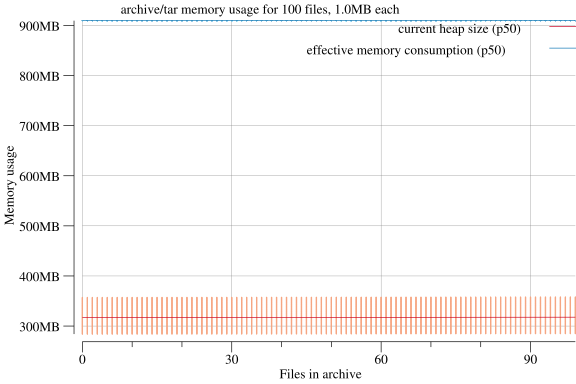 archive/tar memory usage for 100 files, 1.0MB each
900MB
current heap size (p50)
effective memory consumption (p50)
800MB
700MB
600MB
500MB
400MB
300MB
Memory usage
0 30 60 90
Files in archive